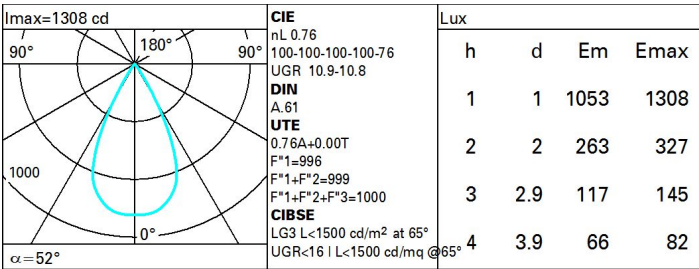 Imax=1308 cd
90°
180°
90°
1000
0°
α=52°
CIE
nL 0.76
100-100-100-100-76
UGR 10.9-10.8
DIN
A.61
UTE
0.76A+0.00T
F"1=996
F"1+F"2=999
F"1+F"2+F"3=1000
CIBSE
LG3 L<1500 cd/m² at 65°
UGR<16 | L<1500 cd/mq @65°
Lux
h d Em Emax
1 1 1053 1308
2 2 263 327
3 2.9 117 145
4 3.9 66 82